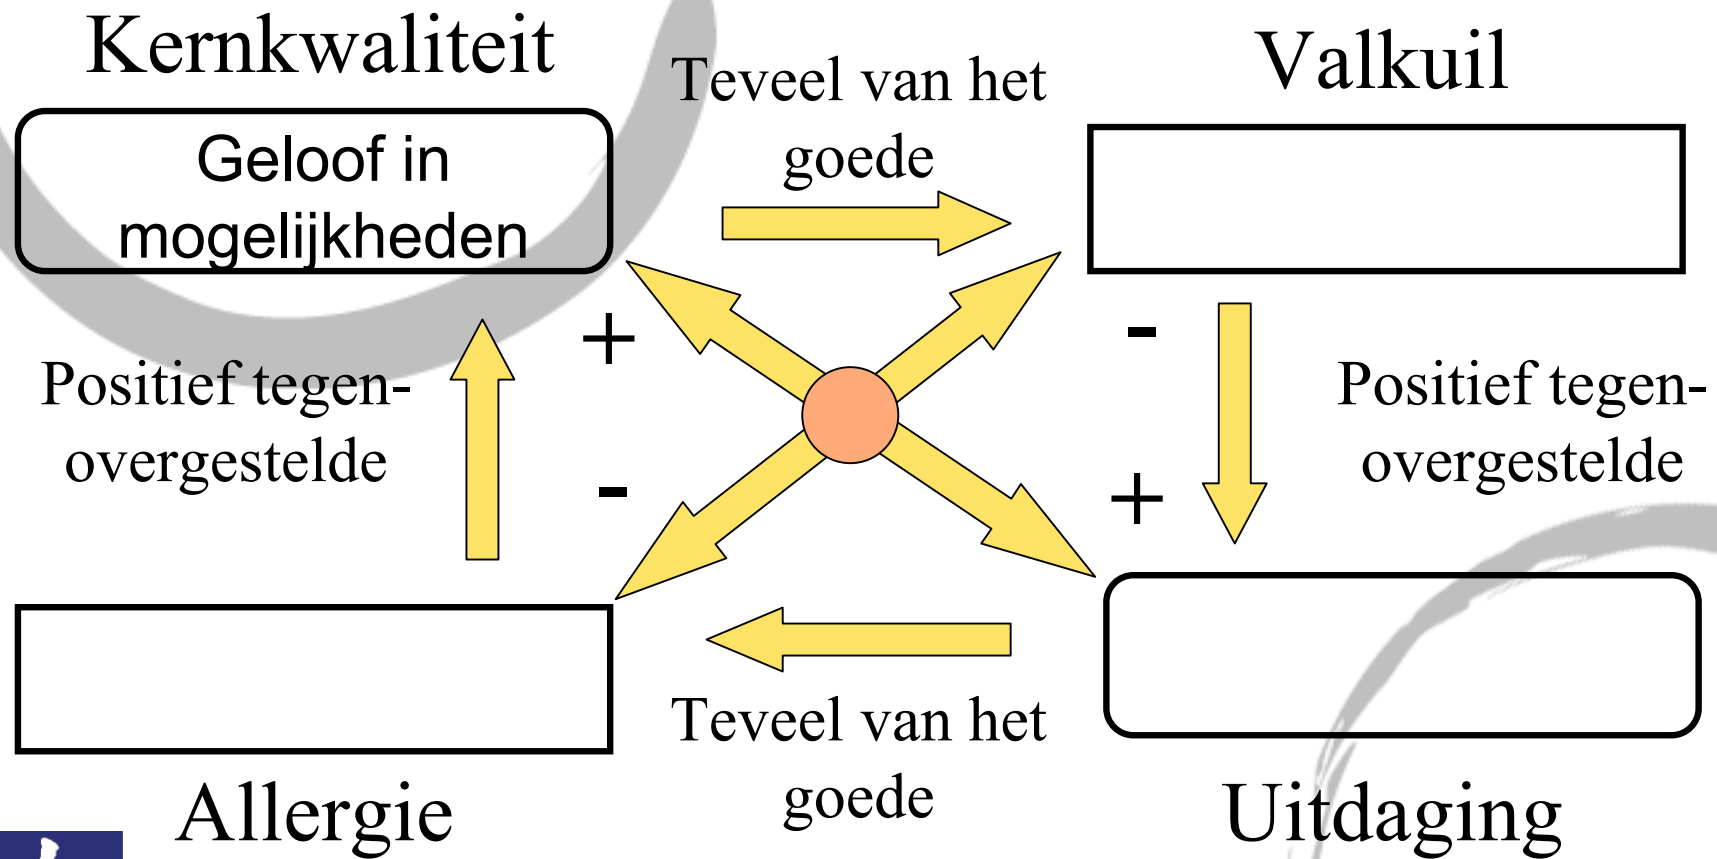 Kernkwaliteit
Teveel van het
goede
Valkuil
Geloof in
mogelijkheden
+
-
Positief tegen-
overgestelde
Positief tegen-
overgestelde
-
+
Teveel van het
goede
Allergie
Uitdaging